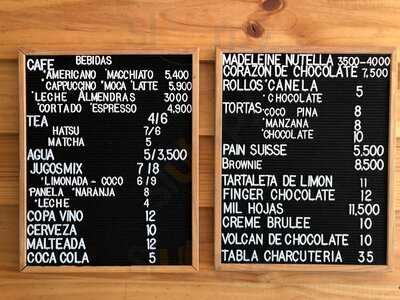 BEBIDAS
CAFE
*AMERICANO *MACCHIATO 5,400
CAPPUCCINO *MOCA *LATTE 5,900
*LECHE ALMENDRAS 3000
*CORTADO *ESPRESSO 4,900
TEA 4/6
HATSU 7/6
MATCHA 5
AGUA 5/3,500
JUGOSMIX 7/8
*LIMONADA - COCO 6/9
PANELA *NARANJA 8
*LECHE 4
COPA VINO 12
CERVEZA 10
MALTEADA 12
COCA COLA 5
MADELEINE NUTELLA 3500-4000
CORAZON DE CHOCOLATE 7,500
ROLLOS *CANELA 5
*CHOCOLATE
TORTAS *COCO PINA 8
*MANZANA 8
*CHOCOLATE 10
PAIN SUISSE 5,500
BROWNIE 8,500
TARTALETA DE LIMON 11
FINGER CHOCOLATE 12
MIL HOJAS 11,500
CREME BRULEE 10
VOLCAN DE CHOCOLATE 10
TABLA CHARCUTERIA 35